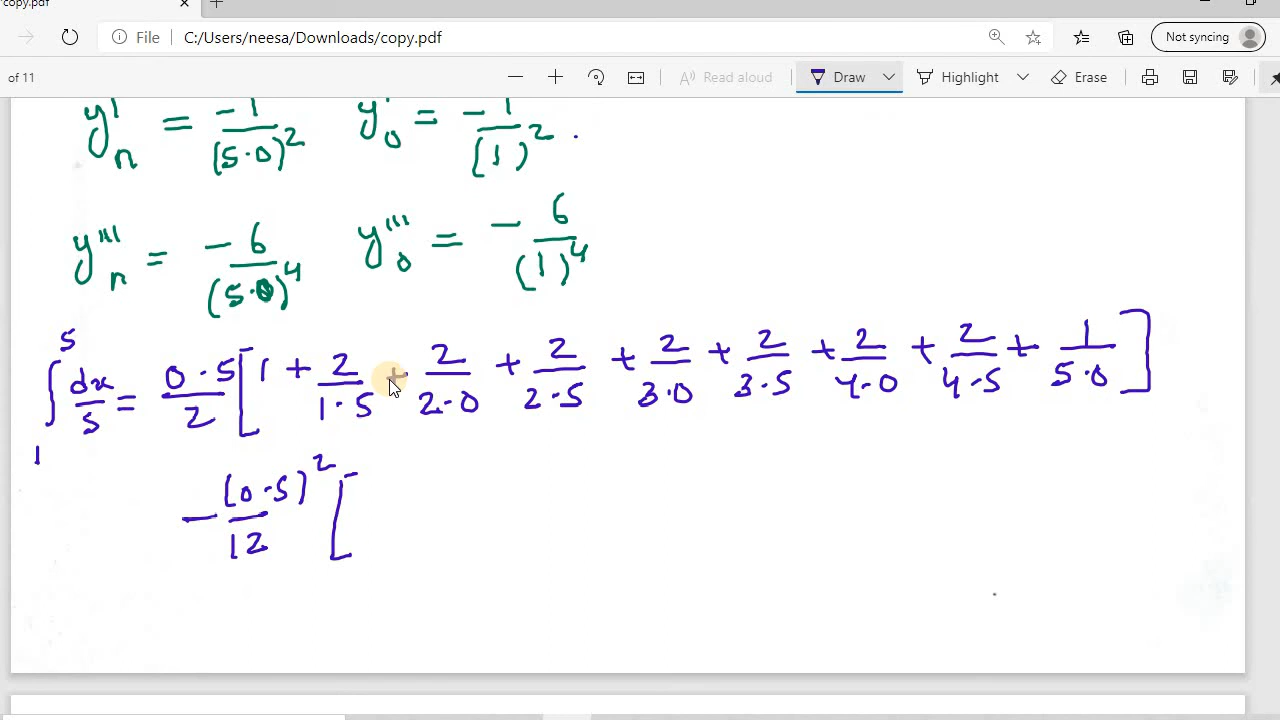 copy.pdf
File C:/Users/neesa/Downloads/copy.pdf Not syncing
of 11 Read aloud Draw Highlight Erase
y'ₙ = -1/(5·0)² y'₀ = -1/(1)².
y'''ₙ = -6/(5·0)⁴ y'''₀ = -6/(1)⁴
∫₁⁵ dx/5 = 0·5/2 [1 + 2/1·5 + 2/2·0 + 2/2·5 + 2/3·0 + 2/3·5 + 2/4·0 + 2/4·5 + 1/5·0]
-(0·5)²/12 [